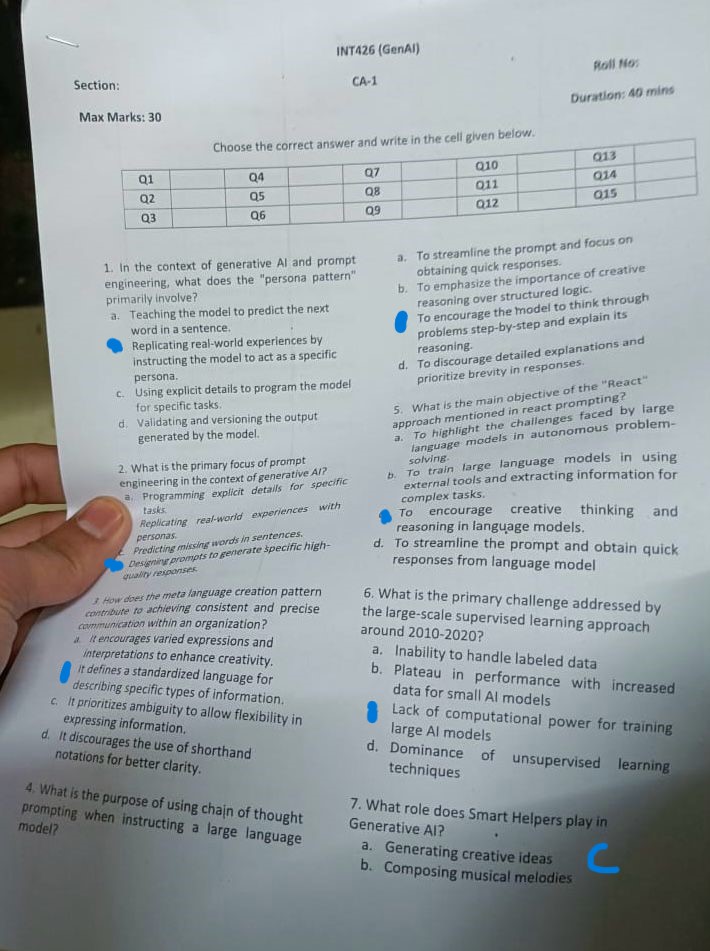 INT426 (GenAI)
Roll No:
Section:
CA-1
Duration: 40 mins
Max Marks: 30
Choose the correct answer and write in the cell given below.
Q1 Q4 Q7 Q10 Q13
Q2 Q5 Q8 Q11 Q14
Q3 Q6 Q9 Q12 Q15
1. In the context of generative AI and prompt
engineering, what does the "persona pattern"
primarily involve?
a. Teaching the model to predict the next
word in a sentence.
Replicating real-world experiences by
instructing the model to act as a specific
persona.
c. Using explicit details to program the model
for specific tasks.
d. Validating and versioning the output
generated by the model.
2. What is the primary focus of prompt
engineering in the context of generative AI?
a. Programming explicit details for specific
tasks.
Replicating real-world experiences with
personas.
c. Predicting missing words in sentences.
Designing prompts to generate specific high-
quality responses.
3. How does the meta language creation pattern
contribute to achieving consistent and precise
communication within an organization?
a. It encourages varied expressions and
interpretations to enhance creativity.
It defines a standardized language for
describing specific types of information.
c. It prioritizes ambiguity to allow flexibility in
expressing information.
d. It discourages the use of shorthand
notations for better clarity.
4. What is the purpose of using chain of thought
prompting when instructing a large language
model?
a. To streamline the prompt and focus on
obtaining quick responses.
b. To emphasize the importance of creative
reasoning over structured logic.
To encourage the model to think through
problems step-by-step and explain its
reasoning.
d. To discourage detailed explanations and
prioritize brevity in responses.
5. What is the main objective of the "React"
approach mentioned in react prompting?
a. To highlight the challenges faced by large
language models in autonomous problem-
solving.
b. To train large language models in using
external tools and extracting information for
complex tasks.
To encourage creative thinking and
reasoning in language models.
d. To streamline the prompt and obtain quick
responses from language model
6. What is the primary challenge addressed by
the large-scale supervised learning approach
around 2010-2020?
a. Inability to handle labeled data
b. Plateau in performance with increased
data for small AI models
Lack of computational power for training
large AI models
d. Dominance of unsupervised learning
techniques
7. What role does Smart Helpers play in
Generative AI?
a. Generating creative ideas
b. Composing musical melodies
C